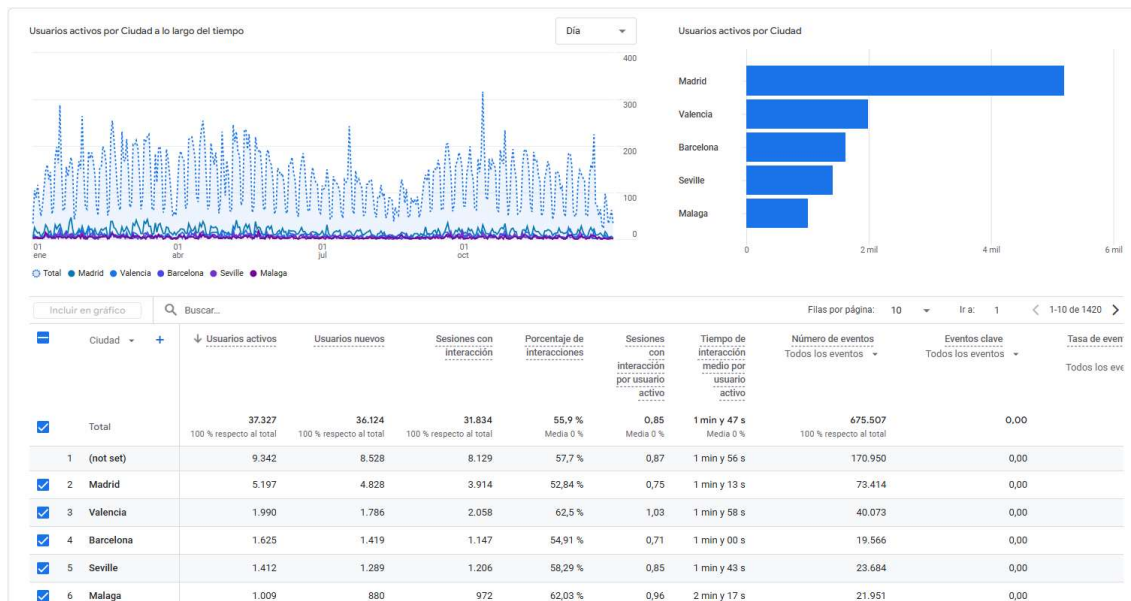 Usuarios activos por Ciudad a lo largo del tiempo
Día
400
300
200
100
0
01 ene
01 abr
01 jul
01 oct
Total Madrid Valencia Barcelona Seville Malaga
Usuarios activos por Ciudad
Madrid
Valencia
Barcelona
Seville
Malaga
0 2 mil 4 mil 6 mil
Incluir en gráfico Buscar... Filas por página: 10 Ir a: 1 1-10 de 1420
Ciudad + Usuarios activos Usuarios nuevos Sesiones con interacción Porcentaje de interacciones Sesiones con interacción por usuario activo Tiempo de interacción medio por usuario activo Número de eventos Todos los eventos Eventos clave Todos los eventos Tasa de even Todos los eve
Total 37.327 36.124 31.834 55,9 % 0,85 1 min y 47 s 675.507 0,00
100 % respecto al total 100 % respecto al total 100 % respecto al total Media 0 % Media 0 % Media 0 % 100 % respecto al total
1 (not set) 9.342 8.528 8.129 57,7 % 0,87 1 min y 56 s 170.950 0,00
2 Madrid 5.197 4.828 3.914 52,84 % 0,75 1 min y 13 s 73.414 0,00
3 Valencia 1.990 1.786 2.058 62,5 % 1,03 1 min y 58 s 40.073 0,00
4 Barcelona 1.625 1.419 1.147 54,91 % 0,71 1 min y 00 s 19.566 0,00
5 Seville 1.412 1.289 1.206 58,29 % 0,85 1 min y 43 s 23.684 0,00
6 Malaga 1.009 880 972 62,03 % 0,96 2 min y 17 s 21.951 0,00